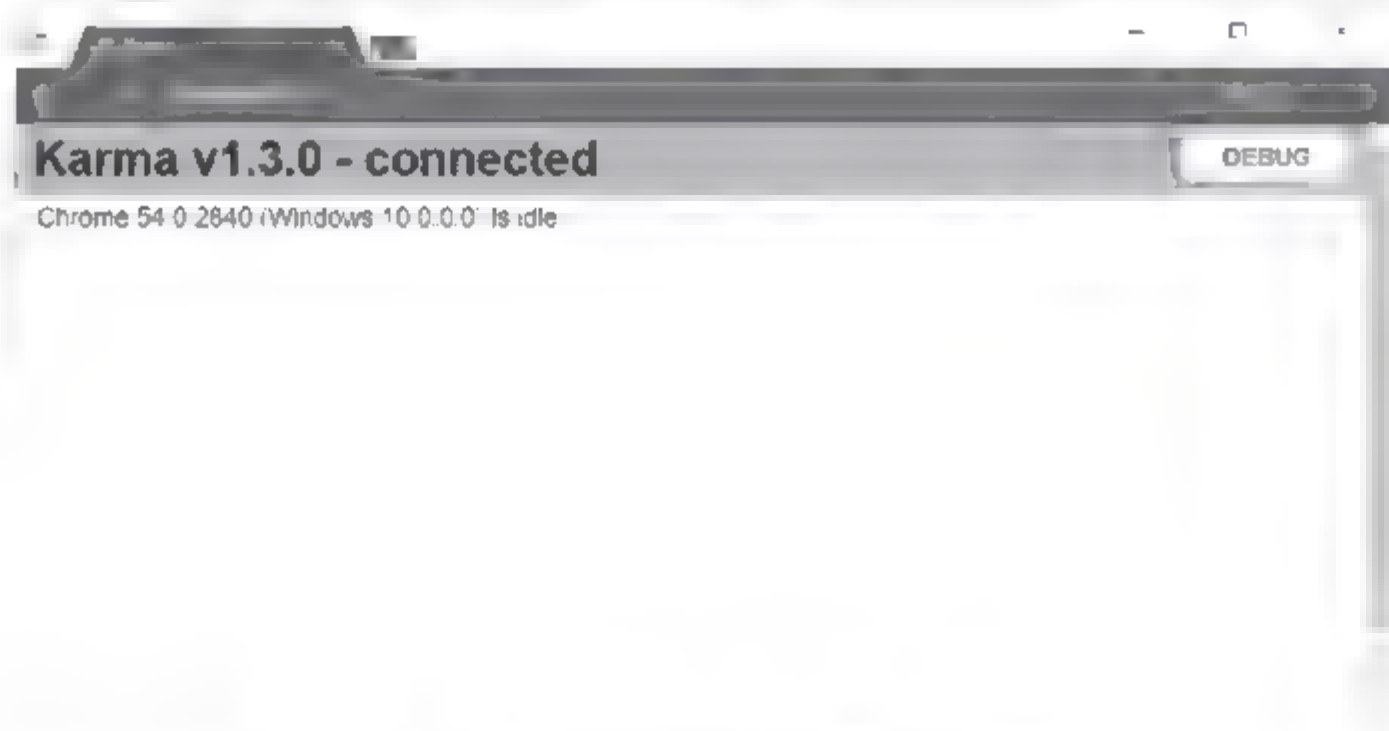 Karma v1.3.0 - connected
DEBUG
Chrome 54 0 2840 (Windows 10 0.0.0) is idle